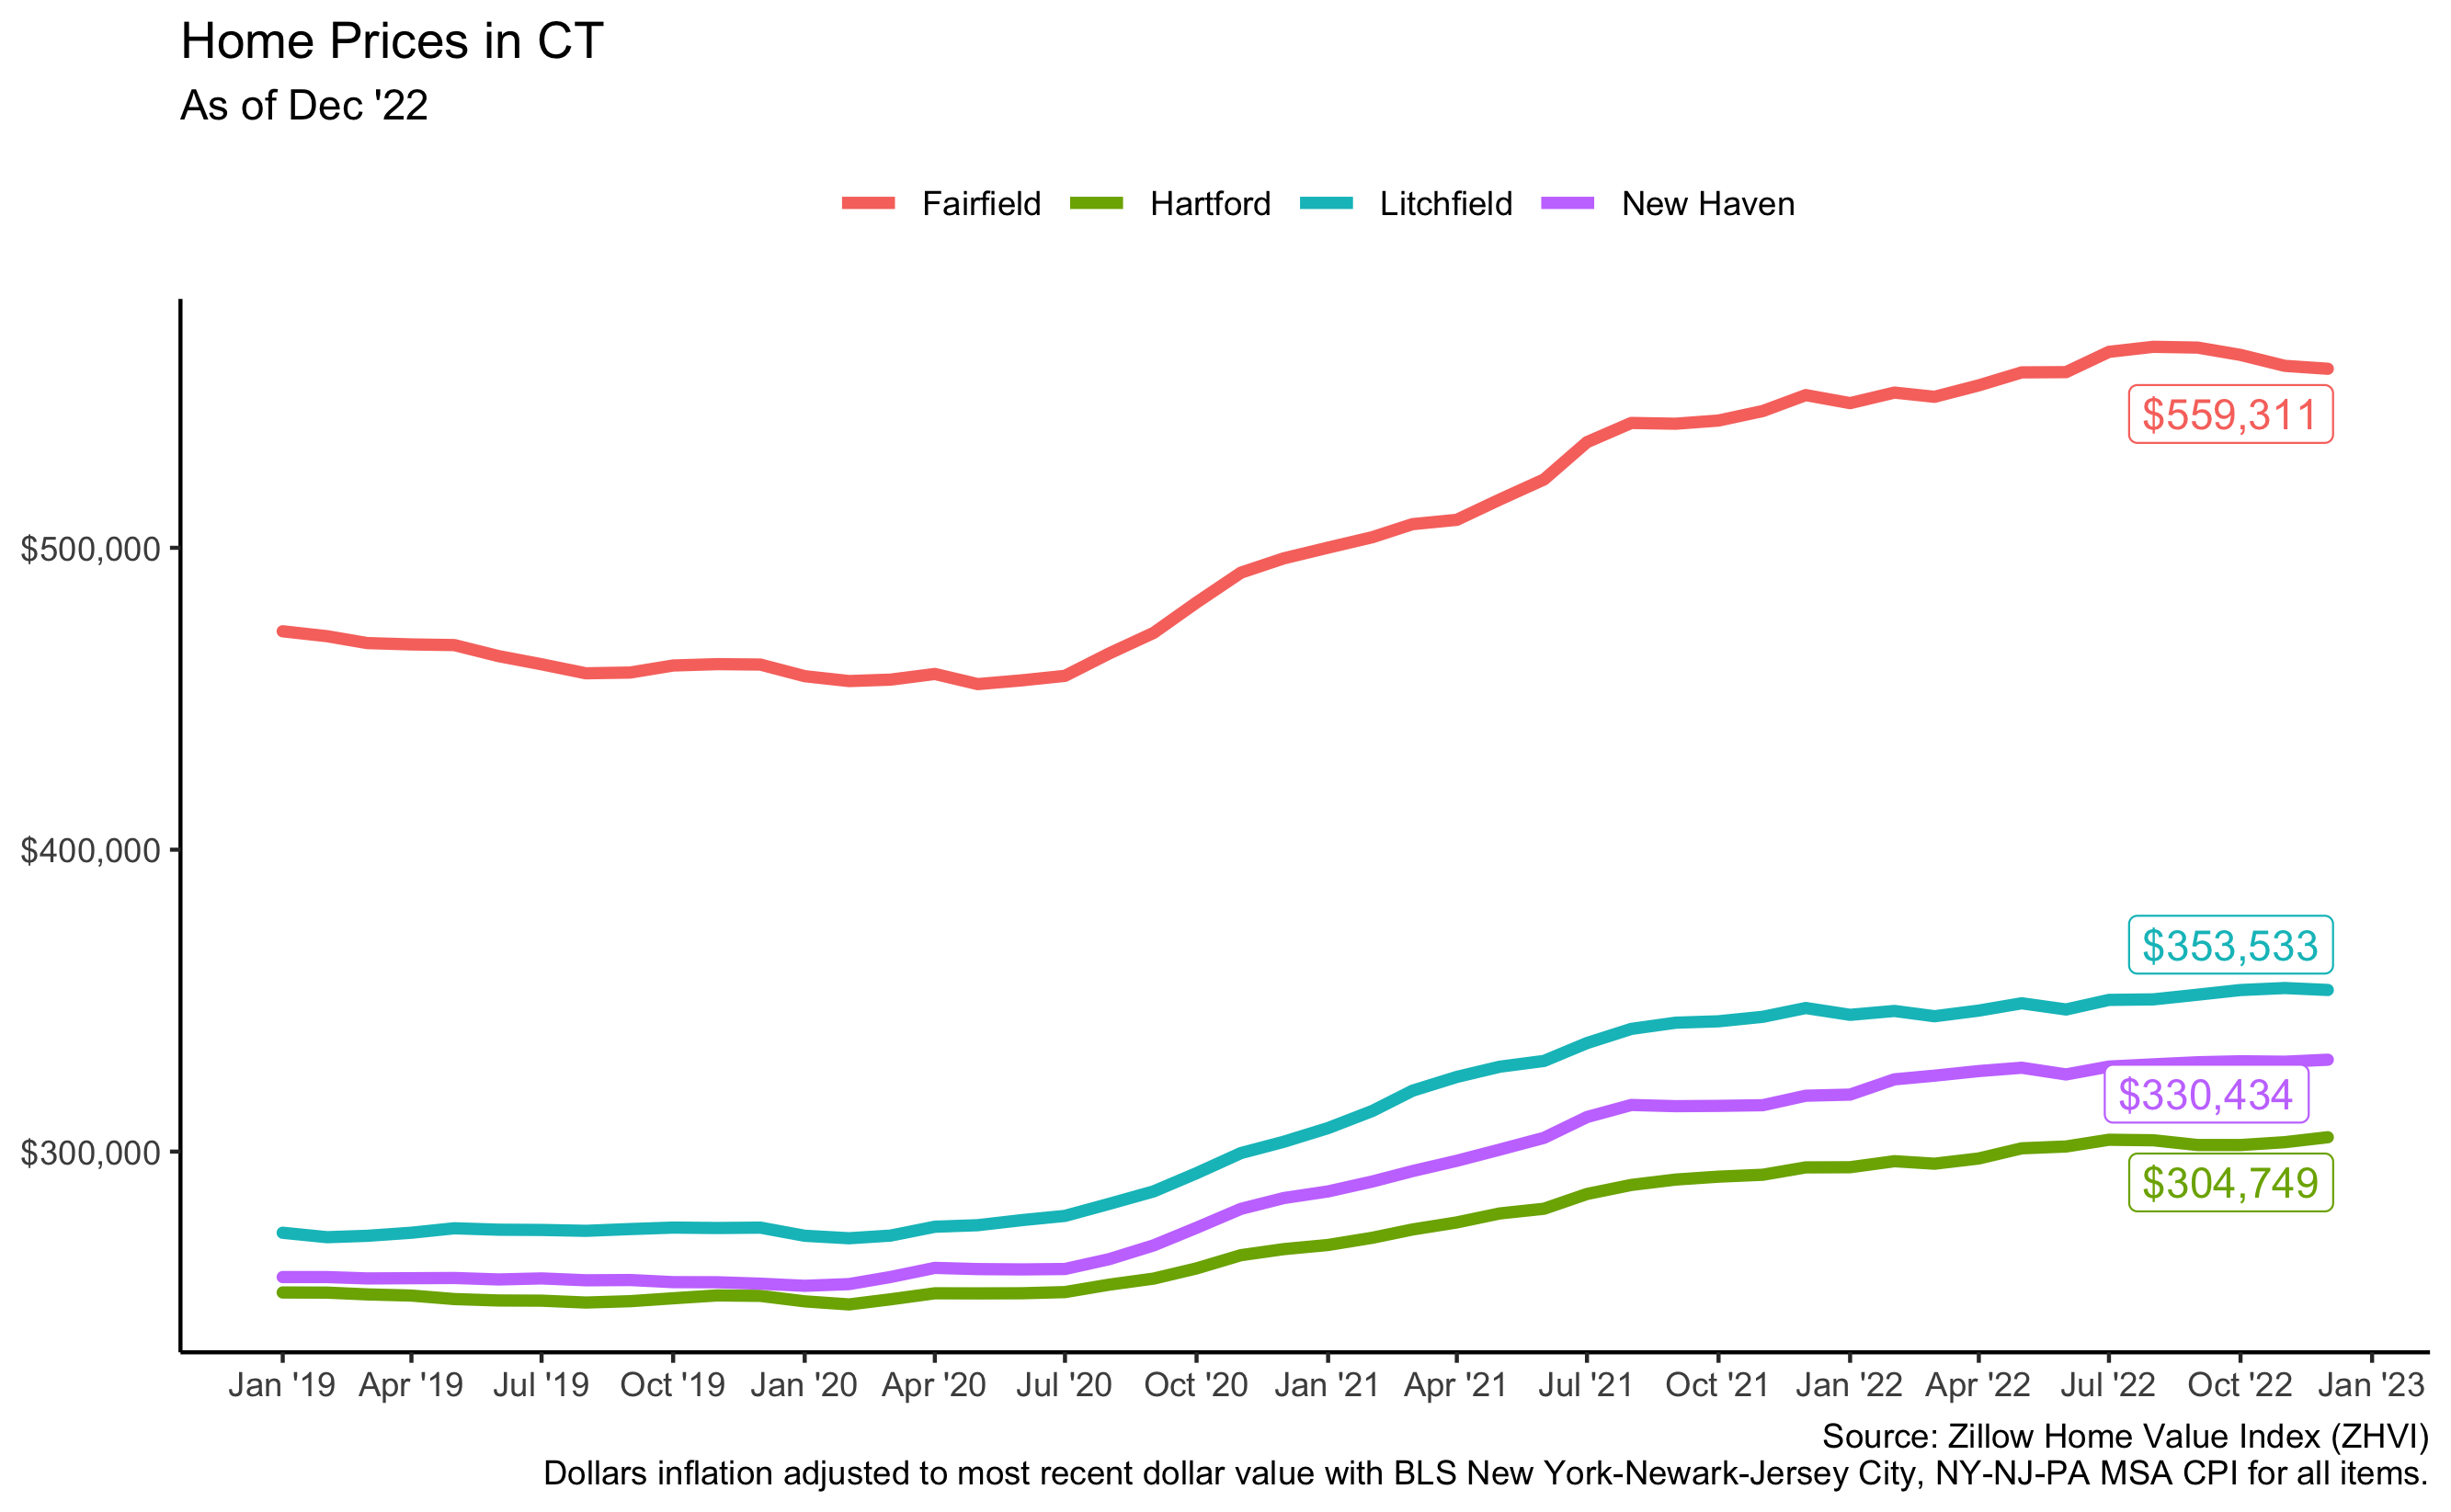 Home Prices in CT
As of Dec '22
Fairfield Hartford Litchfield New Haven
$559,311
$500,000
$400,000
$353,533
$330,434
$300,000
$304,749
Jan '19 Apr '19 Jul '19 Oct '19 Jan '20 Apr '20 Jul '20 Oct '20 Jan '21 Apr '21 Jul '21 Oct '21 Jan '22 Apr '22 Jul '22 Oct '22 Jan '23
Source: Zillow Home Value Index (ZHVI)
Dollars inflation adjusted to most recent dollar value with BLS New York-Newark-Jersey City, NY-NJ-PA MSA CPI for all items.